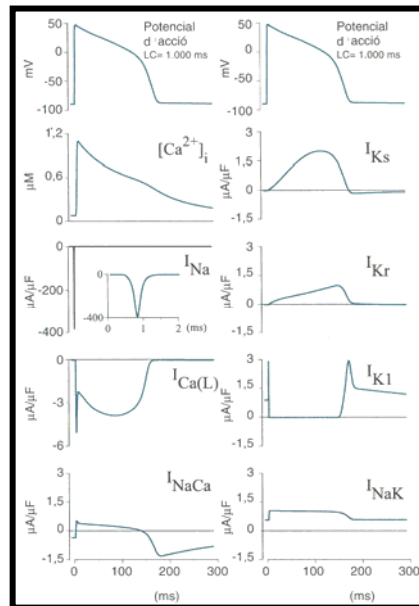 50
0
-50
-100
mV
Potencial
d'acció
LC= 1.000 ms
50
0
-50
-100
mV
Potencial
d'acció
LC= 1.000 ms
1,2
0,6
0
µM
[Ca2+]i
3
1,5
0
-1,5
µA/µF
IKs
0
-200
-400
µA/µF
INa
0
-400
0
1
2
(ms)
3
1,5
0
-1,5
µA/µF
IKr
0
-3
-6
µA/µF
ICa(L)
3
1,5
0
-1,5
µA/µF
IK1
3
1,5
0
-1,5
µA/µF
INaCa
3
1,5
0
-1,5
µA/µF
INaK
0 100 200 300
(ms)
0 100 200 300
(ms)